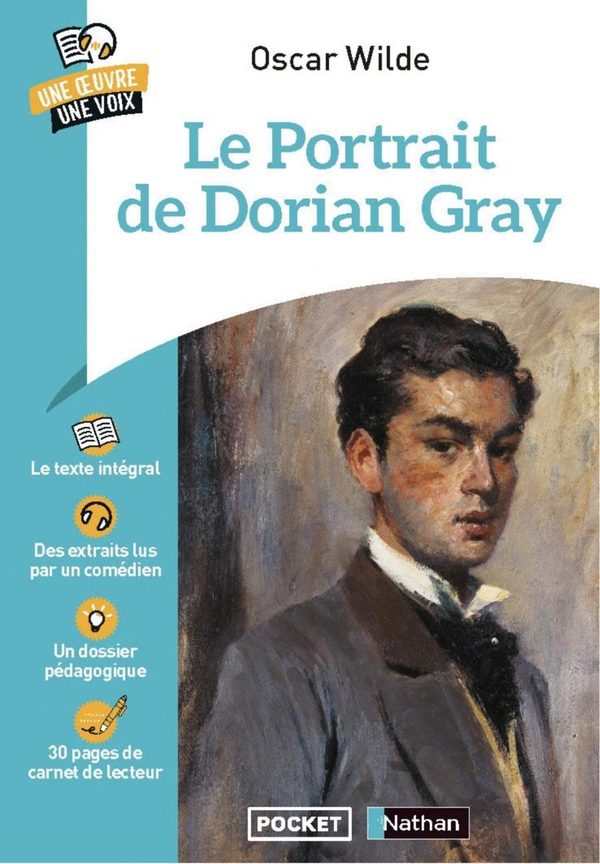 UNE ŒUVRE
UNE VOIX
Oscar Wilde
Le Portrait
de Dorian Gray
Le texte intégral
Des extraits lus
par un comédien
Un dossier
pédagogique
30 pages de
carnet de lecteur
POCKET
Nathan